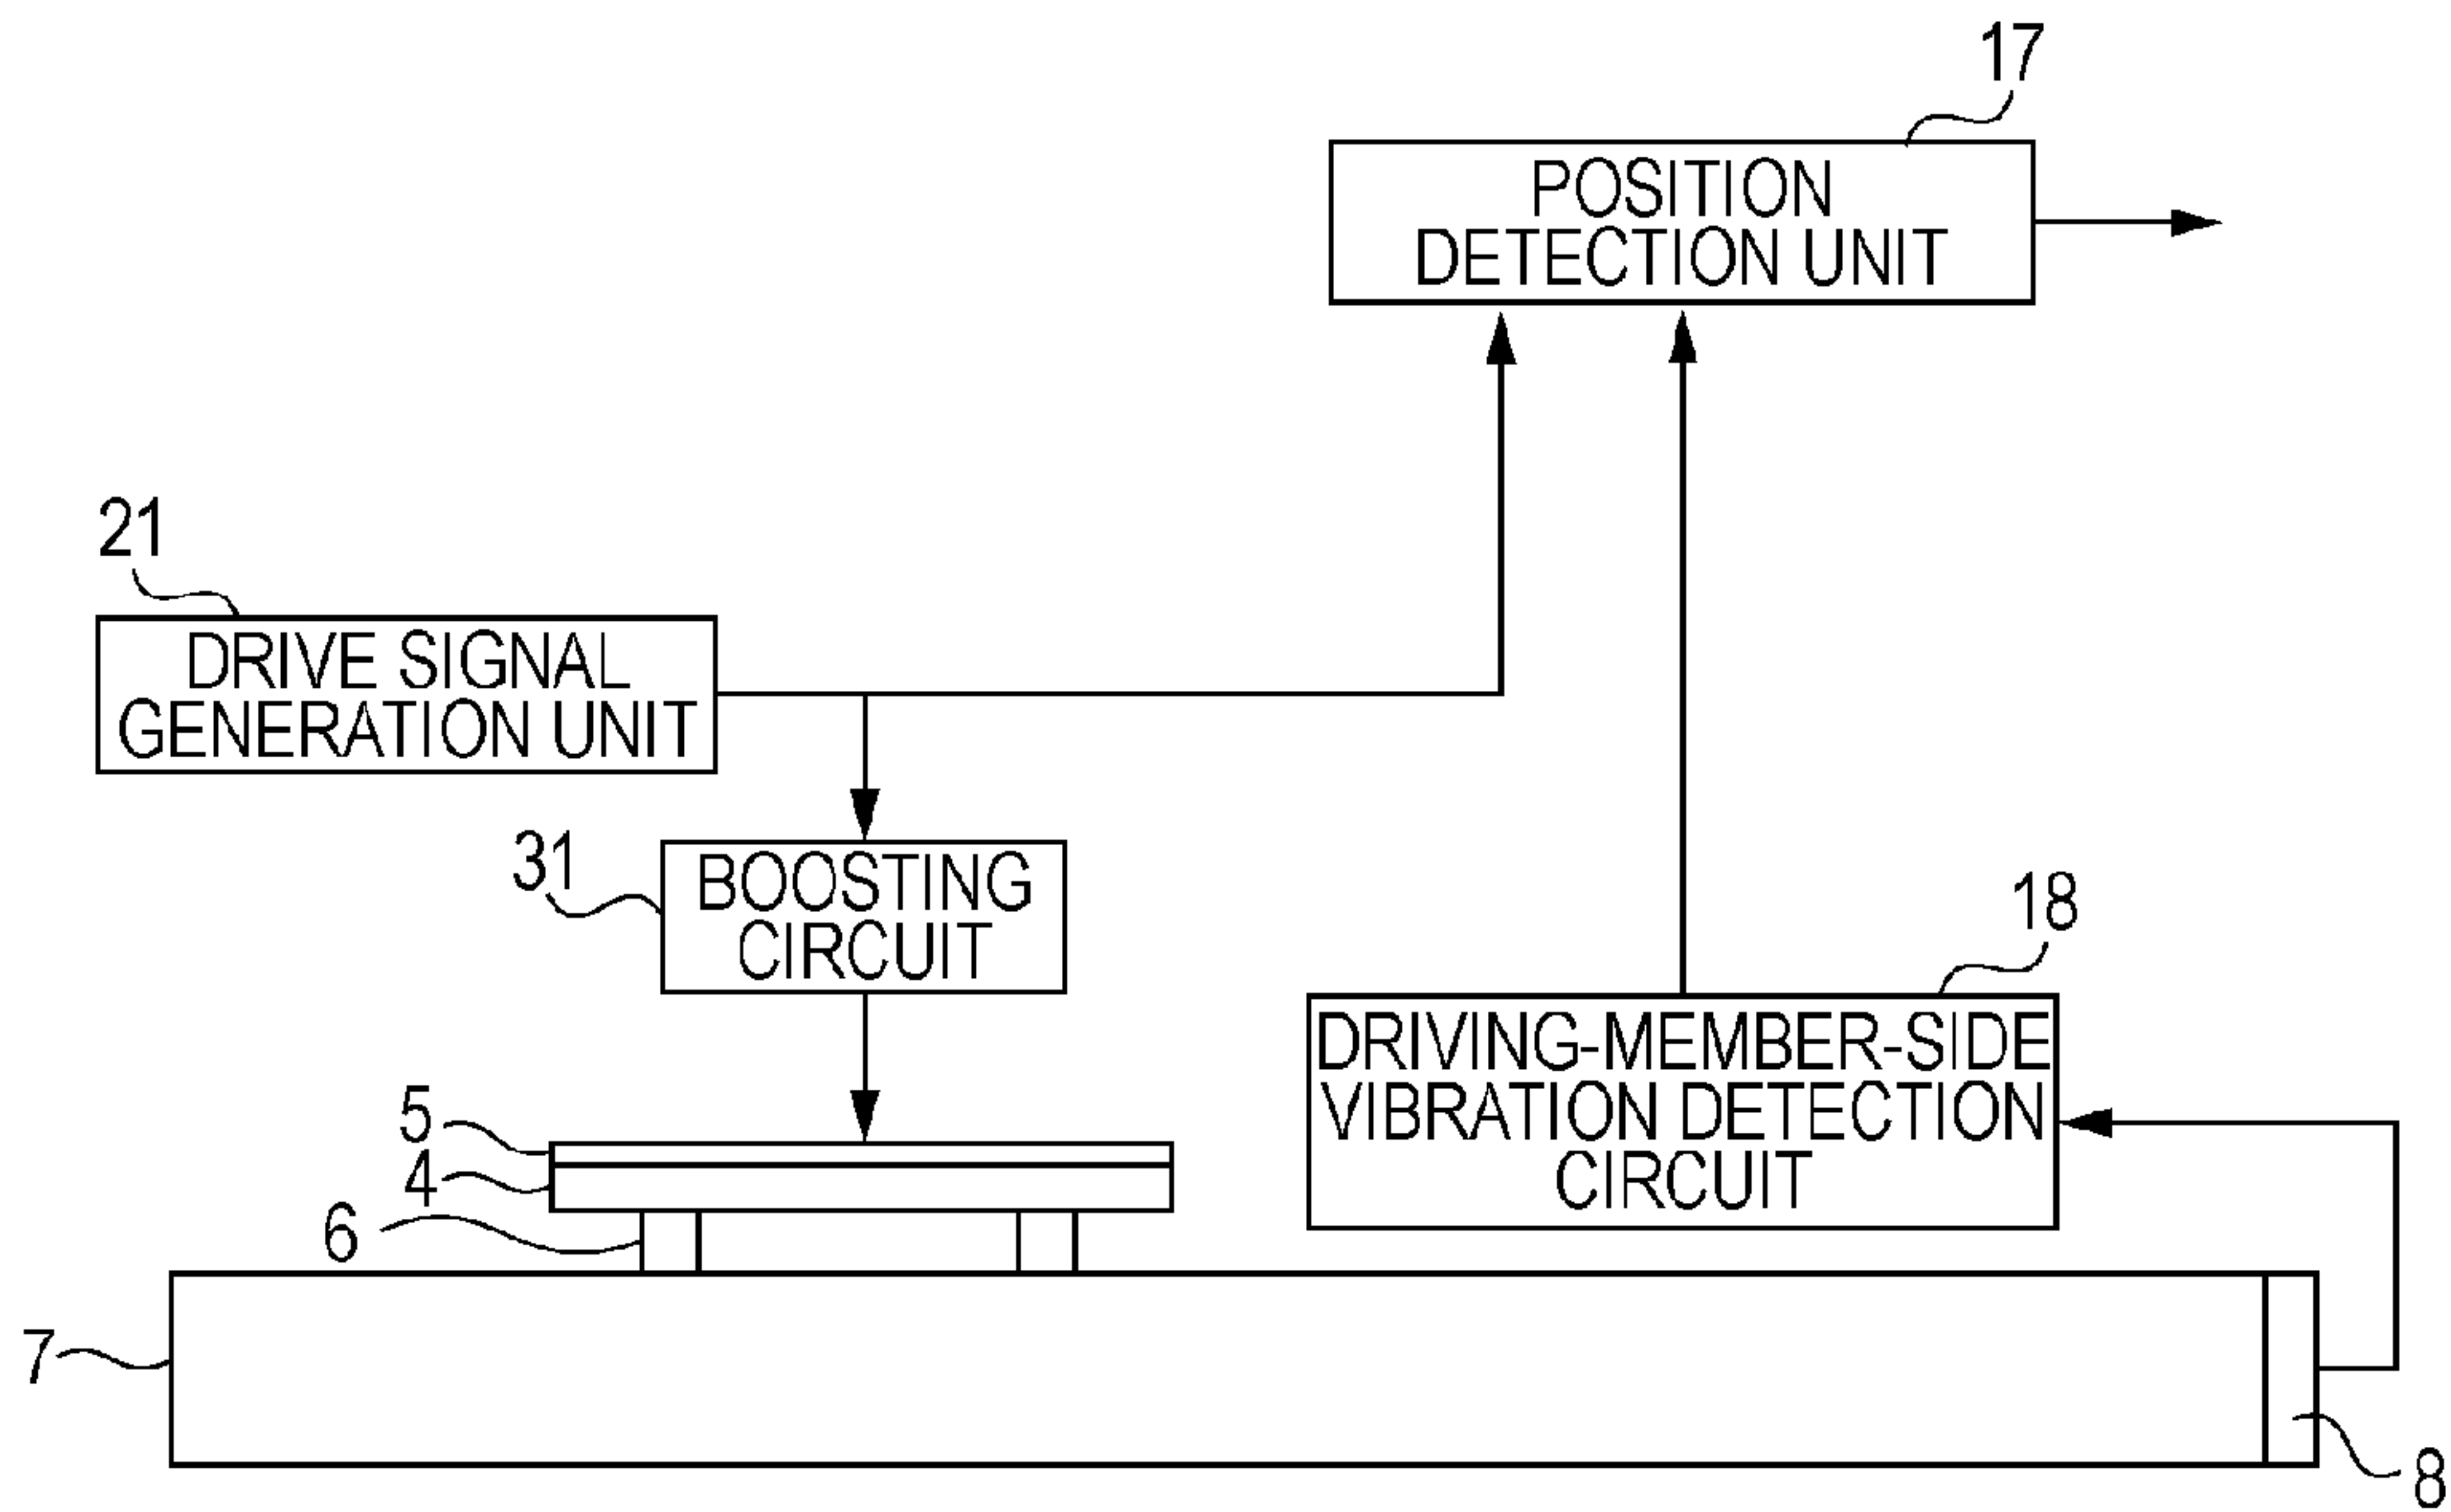 17
POSITION
DETECTION UNIT
21
DRIVE SIGNAL
GENERATION UNIT
31
BOOSTING
CIRCUIT
18
DRIVING-MEMBER-SIDE
VIBRATION DETECTION
CIRCUIT
5
4
6
7
8